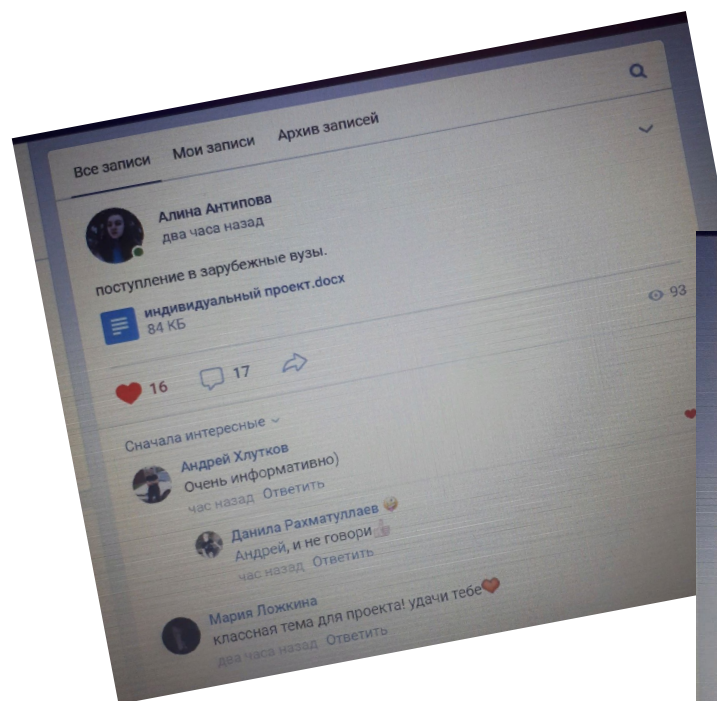 Все записи Мои записи Архив записей
Алина Антипова
два часа назад
поступление в зарубежные вузы.
индивидуальный проект.docx
84 КБ
93
16 17
Сначала интересные
Андрей Хлутков
Очень информативно)
час назад Ответить
Данила Рахматуллаев
Андрей, и не говори
час назад Ответить
Мария Ложкина
классная тема для проекта! удачи тебе
два часа назад Ответить